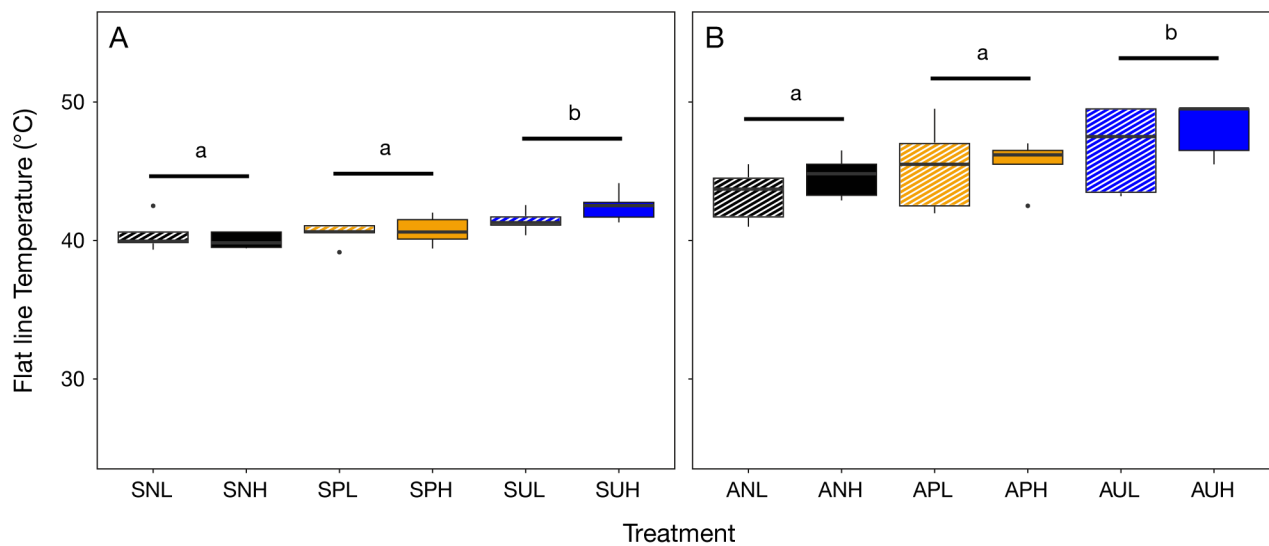 A
B
Flat line Temperature (°C)
50
40
30
a
a
b
a
a
b
SNL SNH SPL SPH SUL SUH
ANL ANH APL APH AUL AUH
Treatment